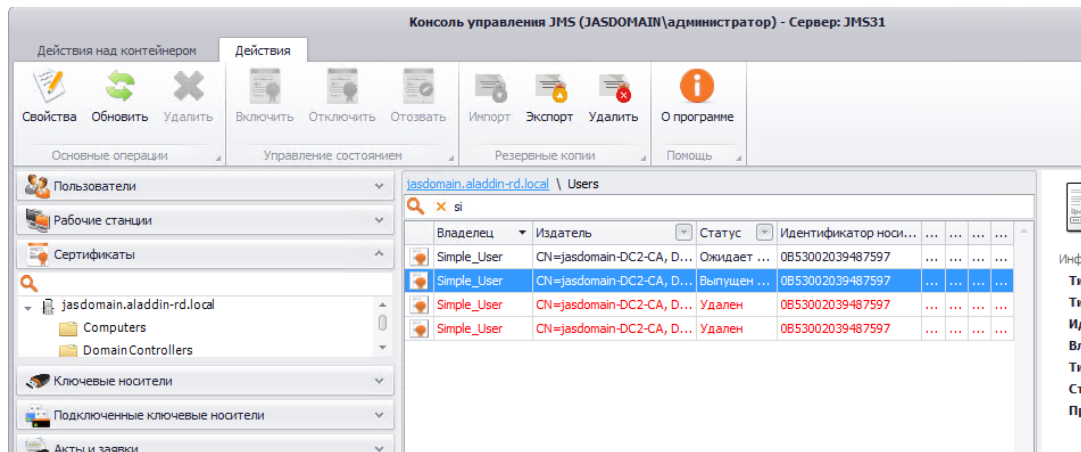 Консоль управления JMS (JASDOMAIN\администратор) - Сервер: JMS31
Действия над контейнером Действия
Свойства Обновить Удалить Включить Отключить Отозвать Импорт Экспорт Удалить О программе
Основные операции Управление состоянием Резервные копии Помощь
Пользователи
Рабочие станции
Сертификаты
jasdomain.aladdin-rd.local
Computers
Domain Controllers
Ключевые носители
Подключенные ключевые носители
Акты и заявки
jasdomain.aladdin-rd.local \ Users
si
Владелец Издатель Статус Идентификатор носи... ... ... ... ...
Simple_User CN=jasdomain-DC2-CA, D... Ожидает ... 0B53002039487597 ... ... ... ...
Simple_User CN=jasdomain-DC2-CA, D... Выпущен ... 0B53002039487597 ... ... ... ...
Simple_User CN=jasdomain-DC2-CA, D... Удален 0B53002039487597 ... ... ... ...
Simple_User CN=jasdomain-DC2-CA, D... Удален 0B53002039487597 ... ... ... ...